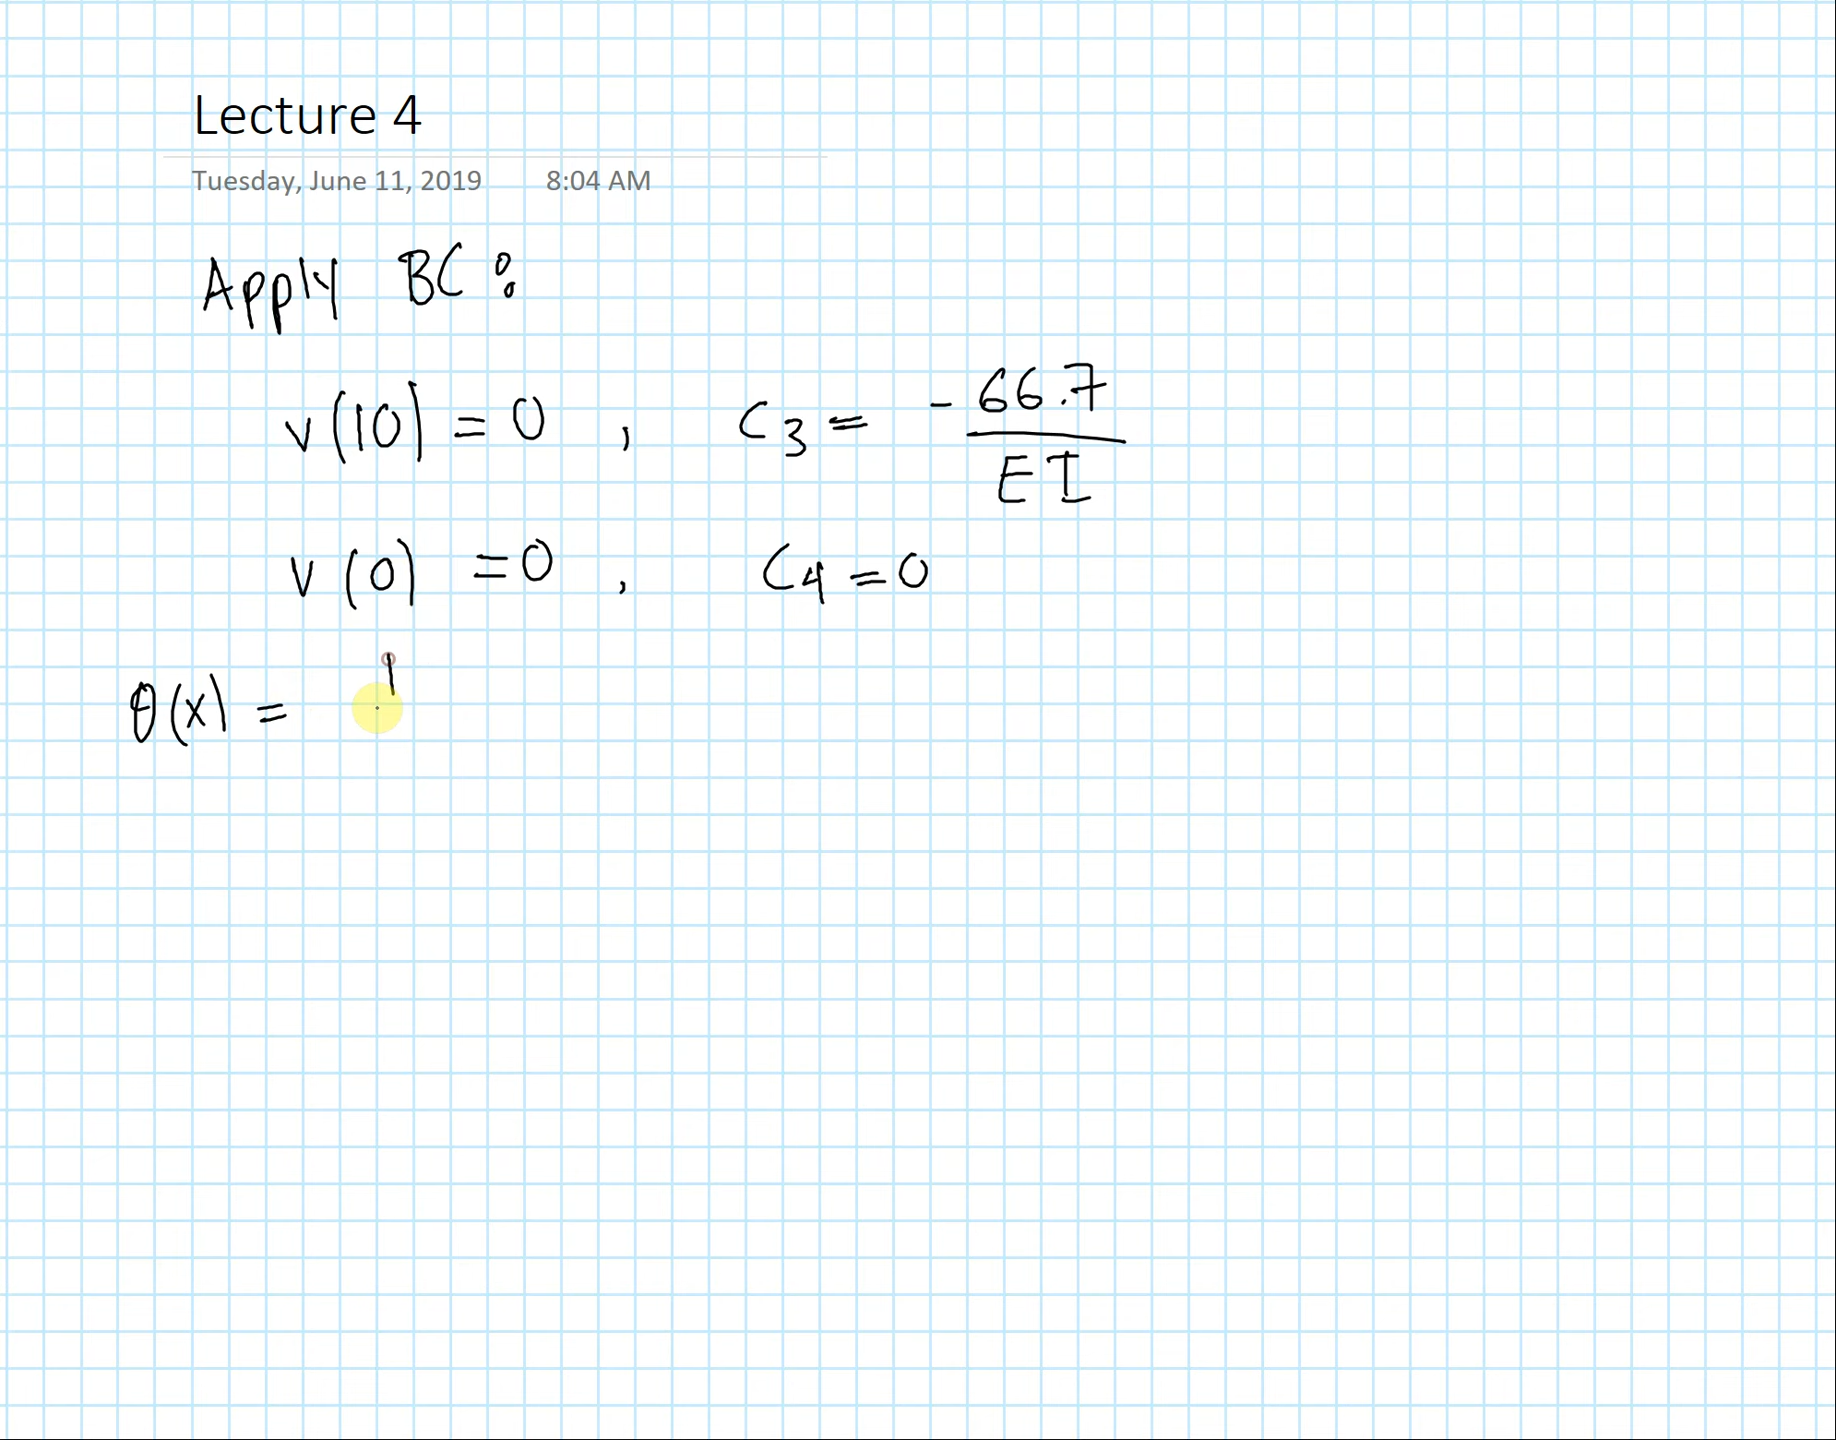 Lecture 4
Tuesday, June 11, 2019 8:04 AM
Apply BC:
v(10) = 0 , C3 = - 66.7 / EI
v(0) = 0 , C4 = 0
θ(x) = 1